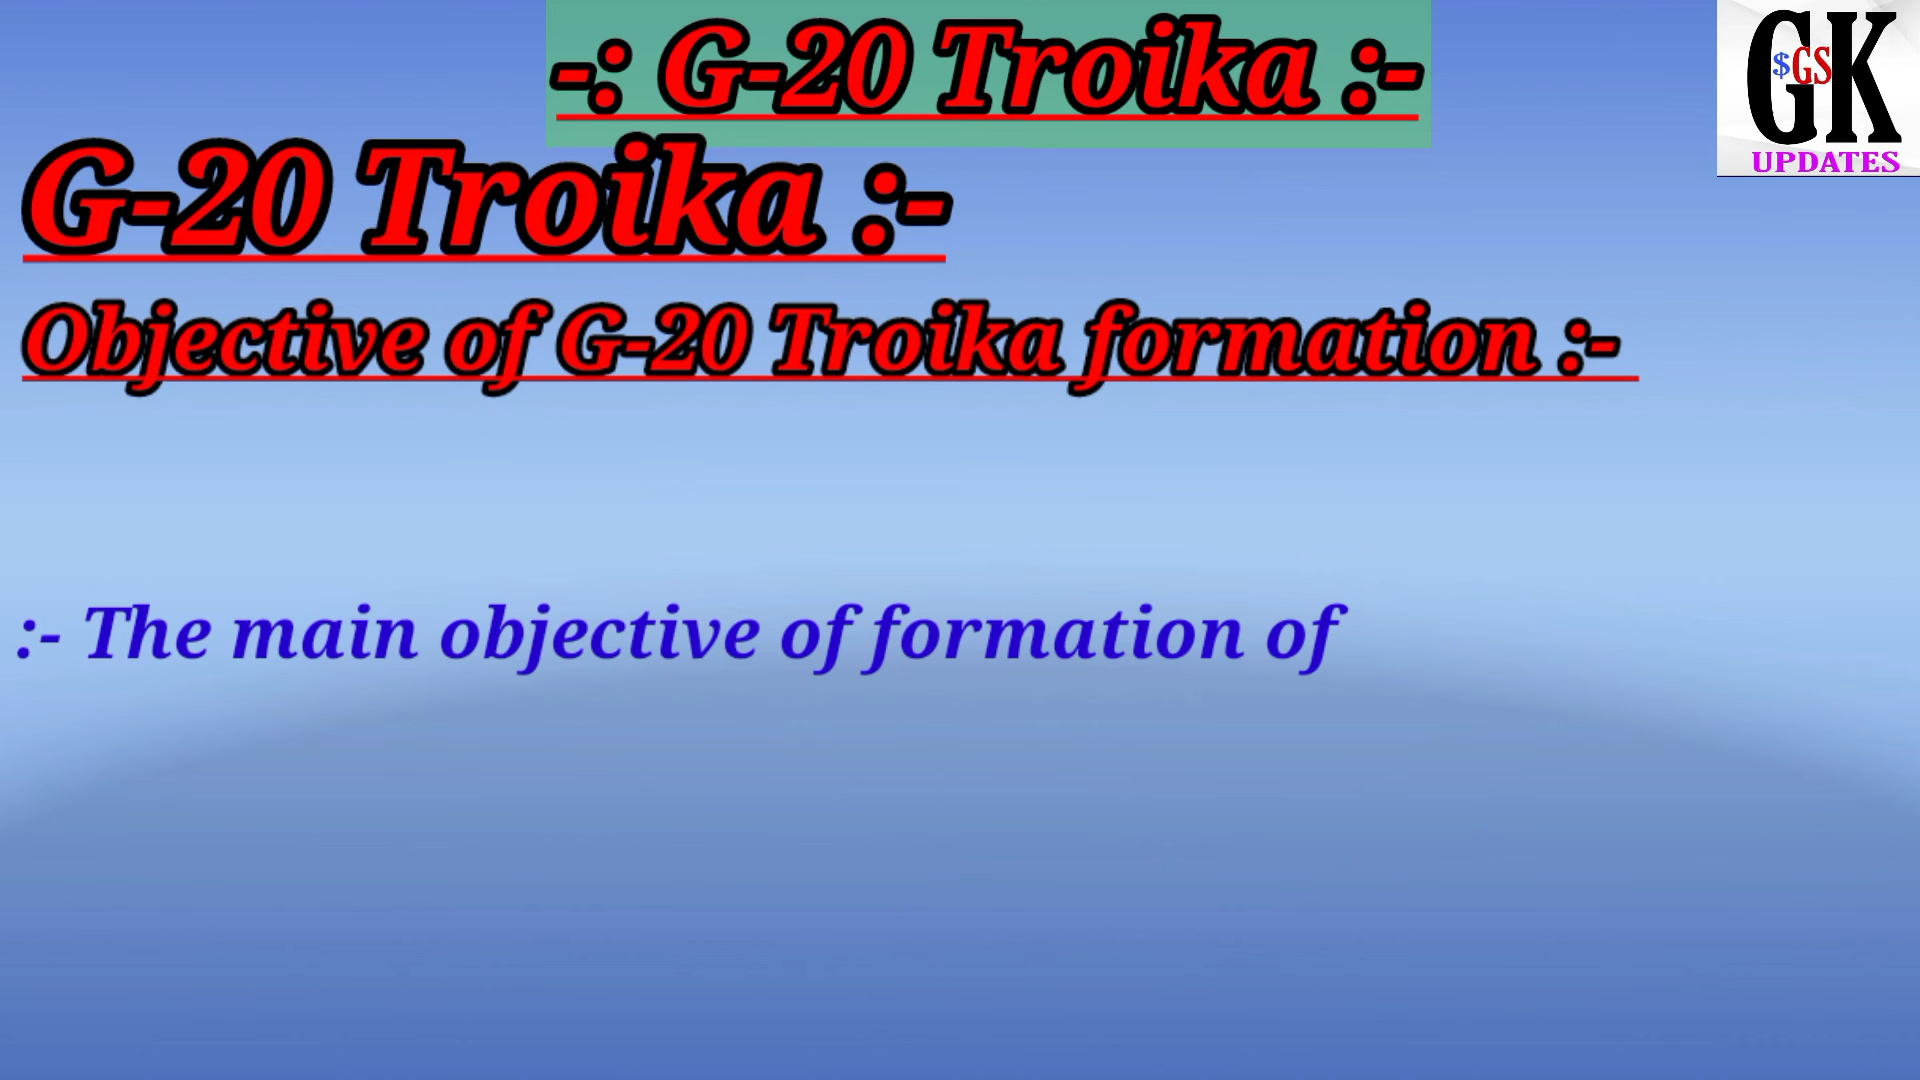 -: G-20 Troika :-
GK
$GS
UPDATES
G-20 Troika :-
Objective of G-20 Troika formation :-
:- The main objective of formation of